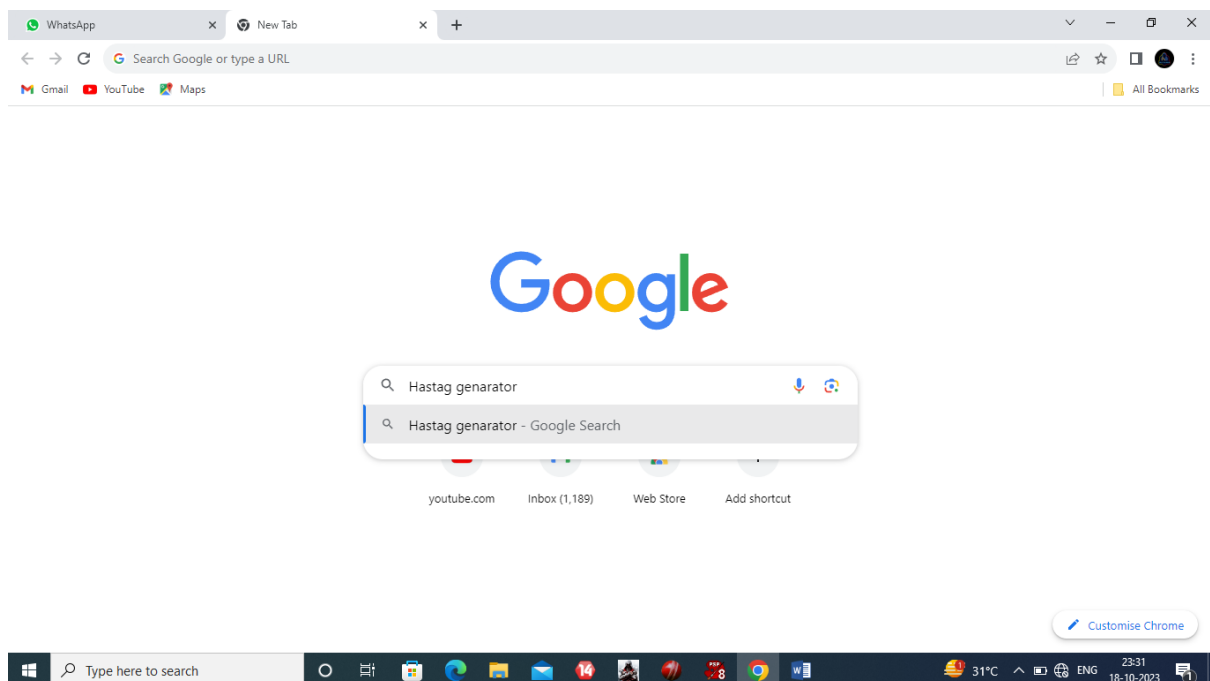 WhatsApp
New Tab
Search Google or type a URL
Gmail
YouTube
Maps
All Bookmarks
Google
Hastag genarator
Hastag genarator - Google Search
youtube.com
Inbox (1,189)
Web Store
Add shortcut
Customise Chrome
Type here to search
31°C
ENG
23:31
18-10-2023